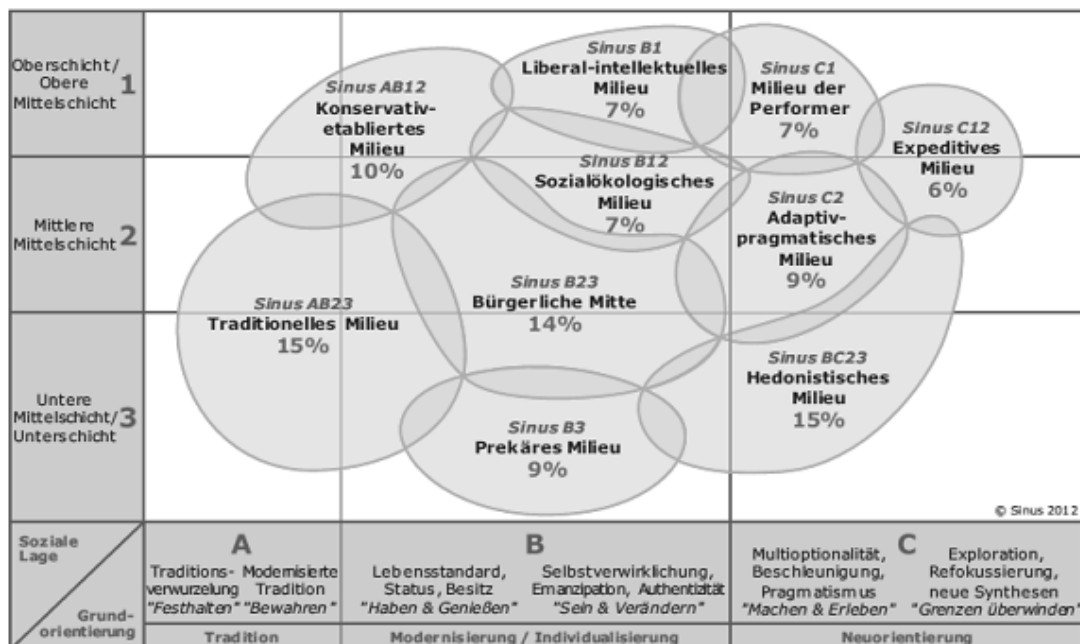 Oberschicht/
Obere
Mittelschicht
1
Mittlere
Mittelschicht
2
Untere
Mittelschicht/
Unterschicht
3
Sinus AB12
Konservativ-
etabliertes
Milieu
10%
Sinus B1
Liberal-intellektuelles
Milieu
7%
Sinus C1
Milieu der
Performer
7%
Sinus C12
Expeditives
Milieu
6%
Sinus B12
Sozialökologisches
Milieu
7%
Sinus C2
Adaptiv-
pragmatisches
Milieu
9%
Sinus AB23
Traditionelles Milieu
15%
Sinus B23
Bürgerliche Mitte
14%
Sinus BC23
Hedonistisches
Milieu
15%
Sinus B3
Prekäres Milieu
9%
© Sinus 2012
Soziale
Lage
Grund-
orientierung
A
Traditions-
verwurzelung
"Festhalten"
Modernisierte
Tradition
"Bewahren"
B
Lebensstandard,
Status, Besitz
"Haben & Genießen"
Selbstverwirklichung,
Emanzipation, Authentizität
"Sein & Verändern"
C
Multioptionalität,
Beschleunigung,
Pragmatismus
"Machen & Erleben"
Exploration,
Refokussierung,
neue Synthesen
"Grenzen überwinden"
Tradition
Modernisierung / Individualisierung
Neuorientierung